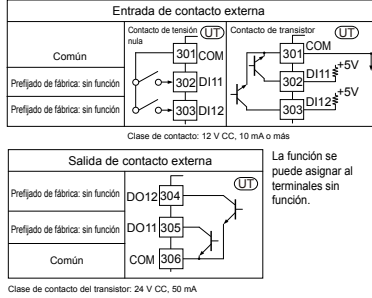 Entrada de contacto externa
Contacto de tensión nula
UT
Contacto de transistor
UT
Común
301 COM
301 COM
Prefijado de fábrica: sin función
302 DI11
302 DI11 +5V
Prefijado de fábrica: sin función
303 DI12
303 DI12 +5V
Clase de contacto: 12 V CC, 10 mA o más
Salida de contacto externa
UT
Prefijado de fábrica: sin función
DO12 304
Prefijado de fábrica: sin función
DO11 305
Común
COM 306
La función se
puede asignar al
terminales sin
función.
Clase de contacto del transistor: 24 V CC, 50 mA